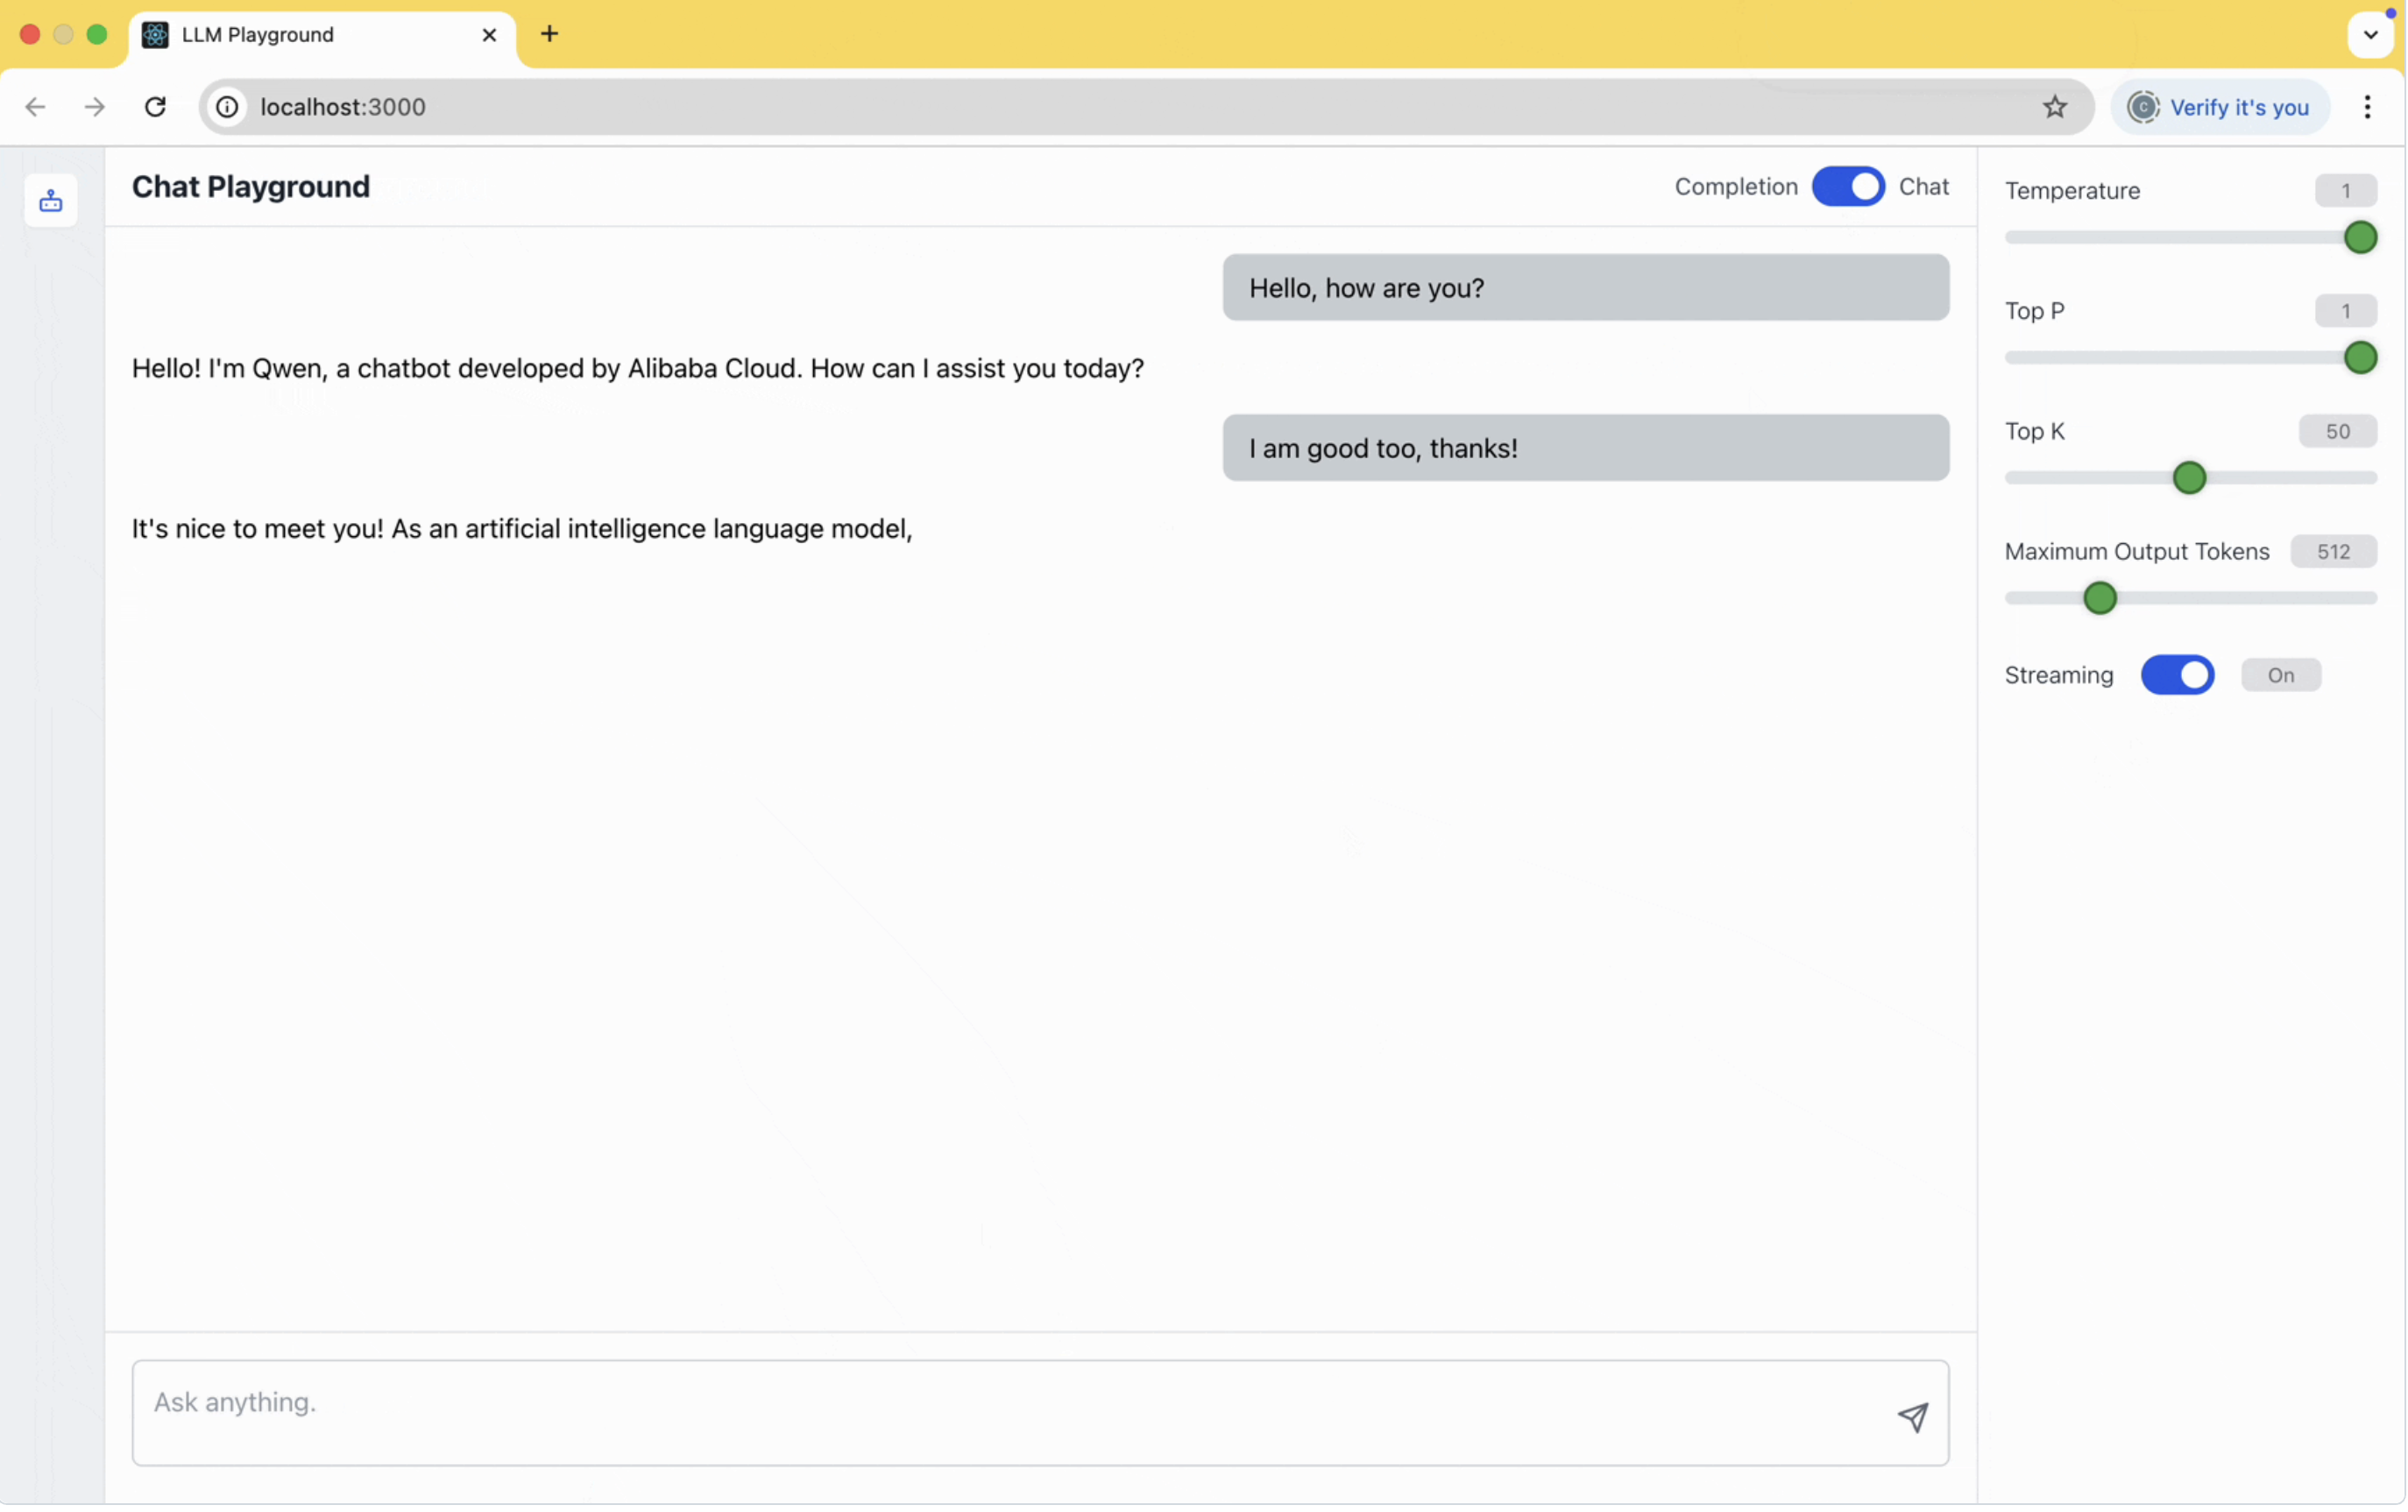 LLM Playground
localhost:3000
C
Verify it's you
Chat Playground
Completion
Chat
Hello, how are you?
Hello! I'm Qwen, a chatbot developed by Alibaba Cloud. How can I assist you today?
I am good too, thanks!
It's nice to meet you! As an artificial intelligence language model,
Ask anything.
Temperature
1
Top P
1
Top K
50
Maximum Output Tokens
512
Streaming
On